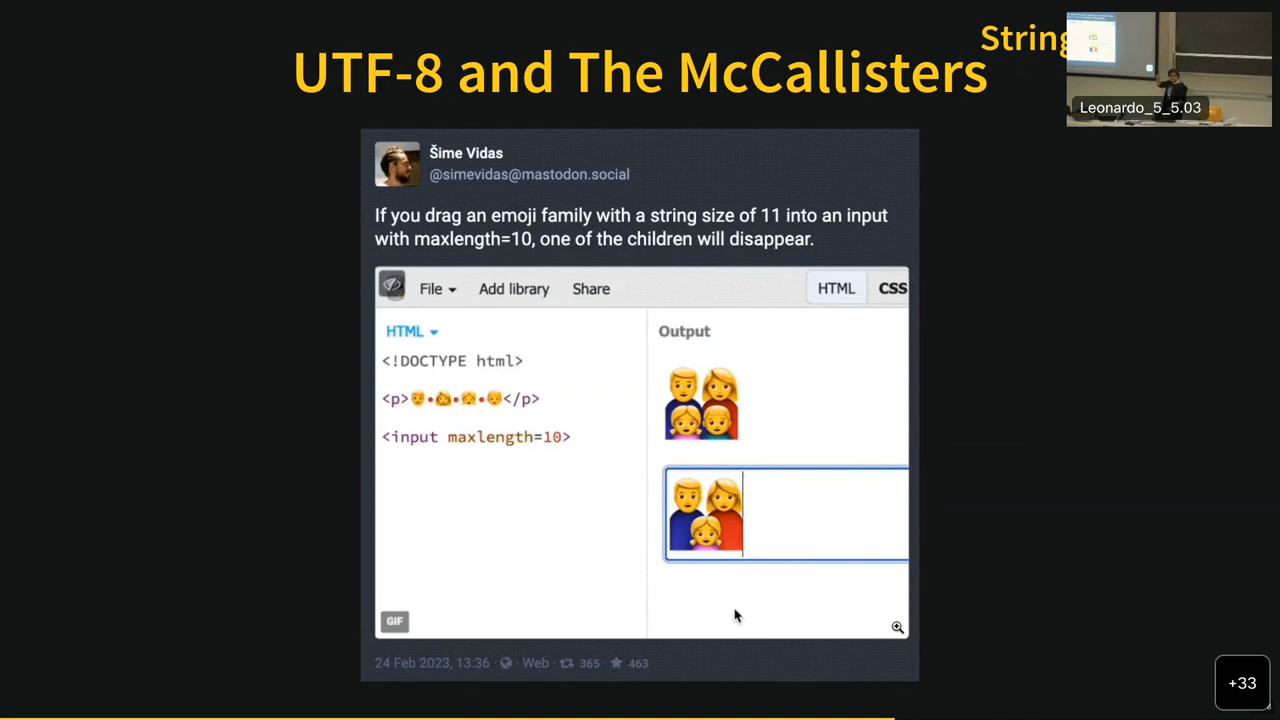 String
UTF-8 and The McCallisters
Leonardo_5_5.03
Šime Vidas
@simevidas@mastodon.social
If you drag an emoji family with a string size of 11 into an input
with maxlength=10, one of the children will disappear.
File Add library Share HTML CSS
HTML Output
<!DOCTYPE html>
<p>👨•👩•👧•👦</p>
<input maxlength=10>
GIF
24 Feb 2023, 13:36 · Web · 365 · 463
+33